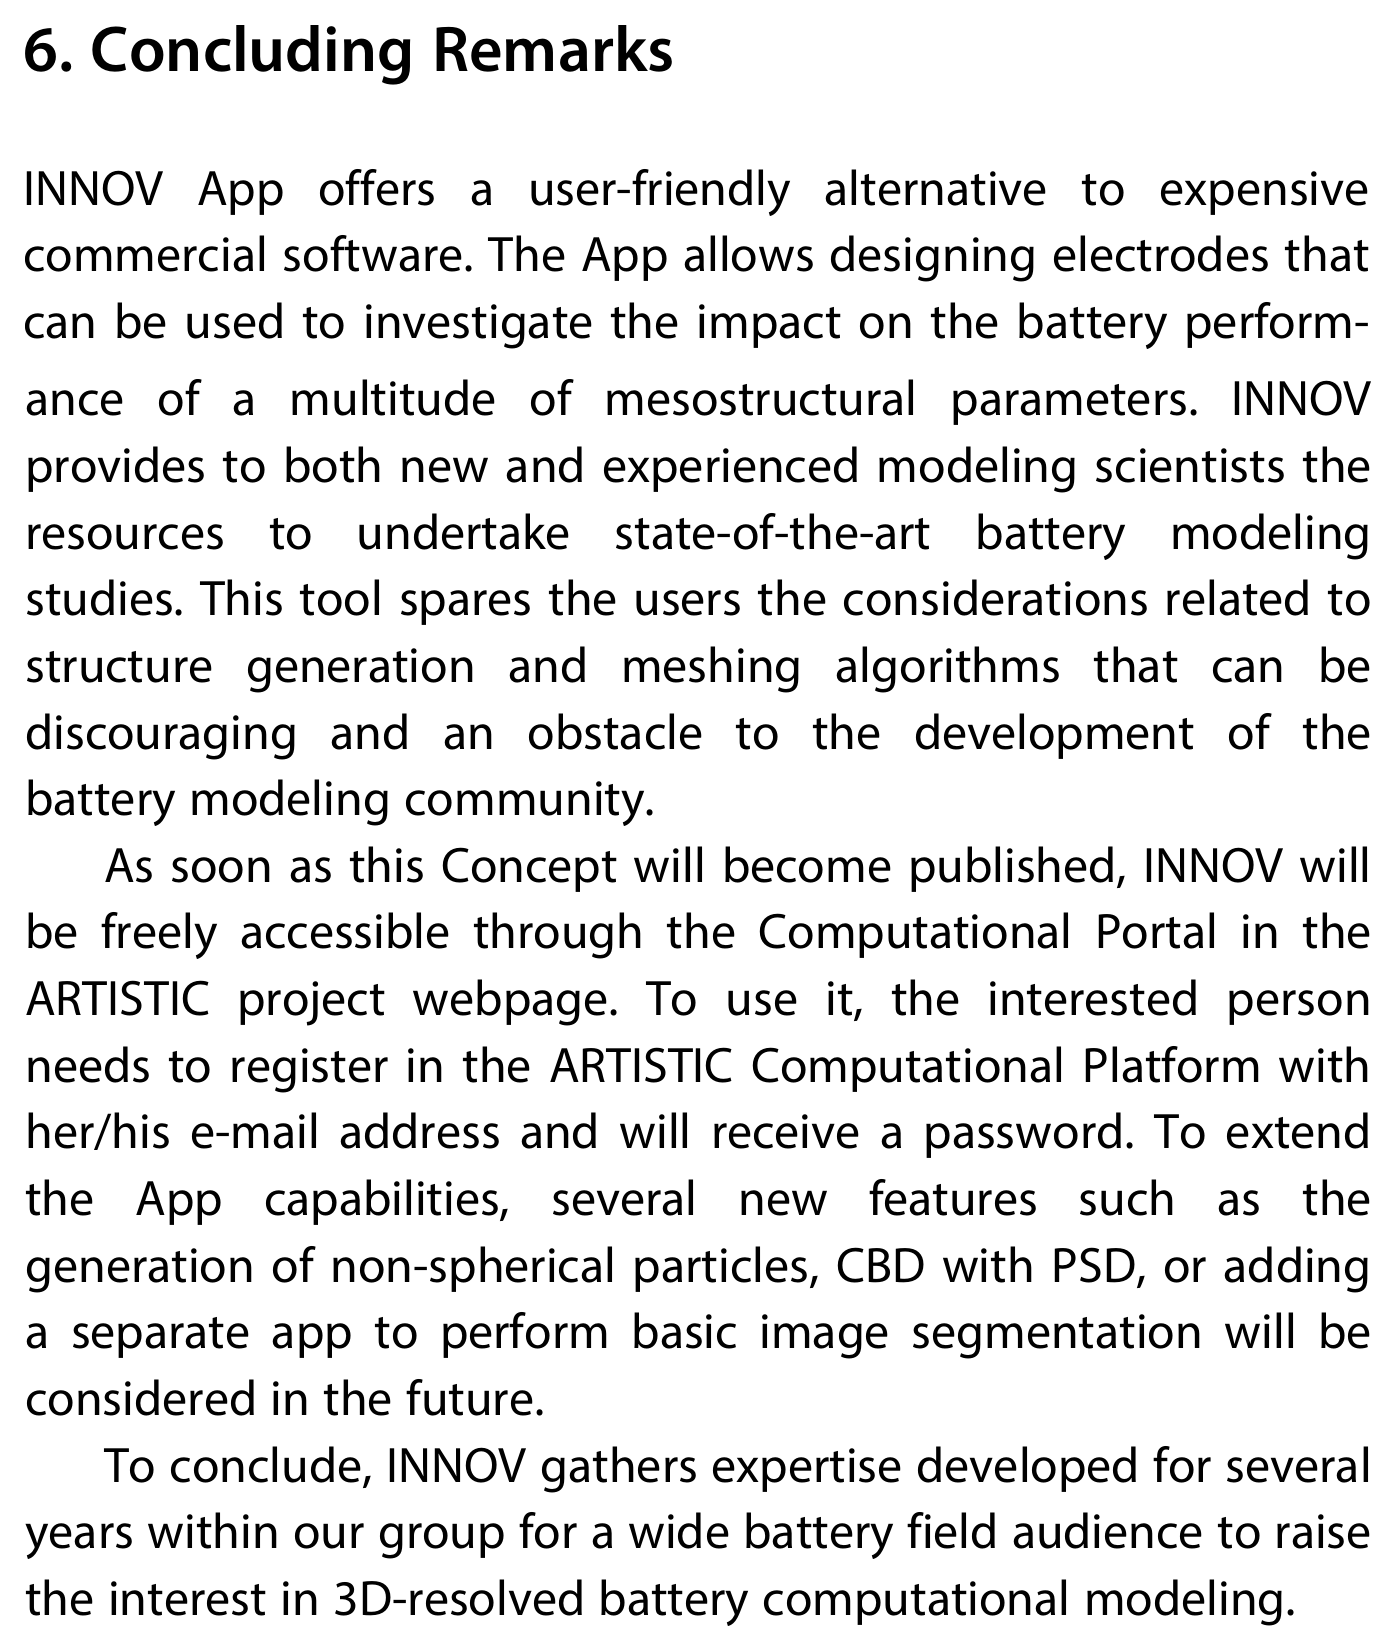 6. Concluding Remarks
INNOV App offers a user-friendly alternative to expensive
commercial software. The App allows designing electrodes that
can be used to investigate the impact on the battery perform-
ance of a multitude of mesostructural parameters. INNOV
provides to both new and experienced modeling scientists the
resources to undertake state-of-the-art battery modeling
studies. This tool spares the users the considerations related to
structure generation and meshing algorithms that can be
discouraging and an obstacle to the development of the
battery modeling community.
As soon as this Concept will become published, INNOV will
be freely accessible through the Computational Portal in the
ARTISTIC project webpage. To use it, the interested person
needs to register in the ARTISTIC Computational Platform with
her/his e-mail address and will receive a password. To extend
the App capabilities, several new features such as the
generation of non-spherical particles, CBD with PSD, or adding
a separate app to perform basic image segmentation will be
considered in the future.
To conclude, INNOV gathers expertise developed for several
years within our group for a wide battery field audience to raise
the interest in 3D-resolved battery computational modeling.